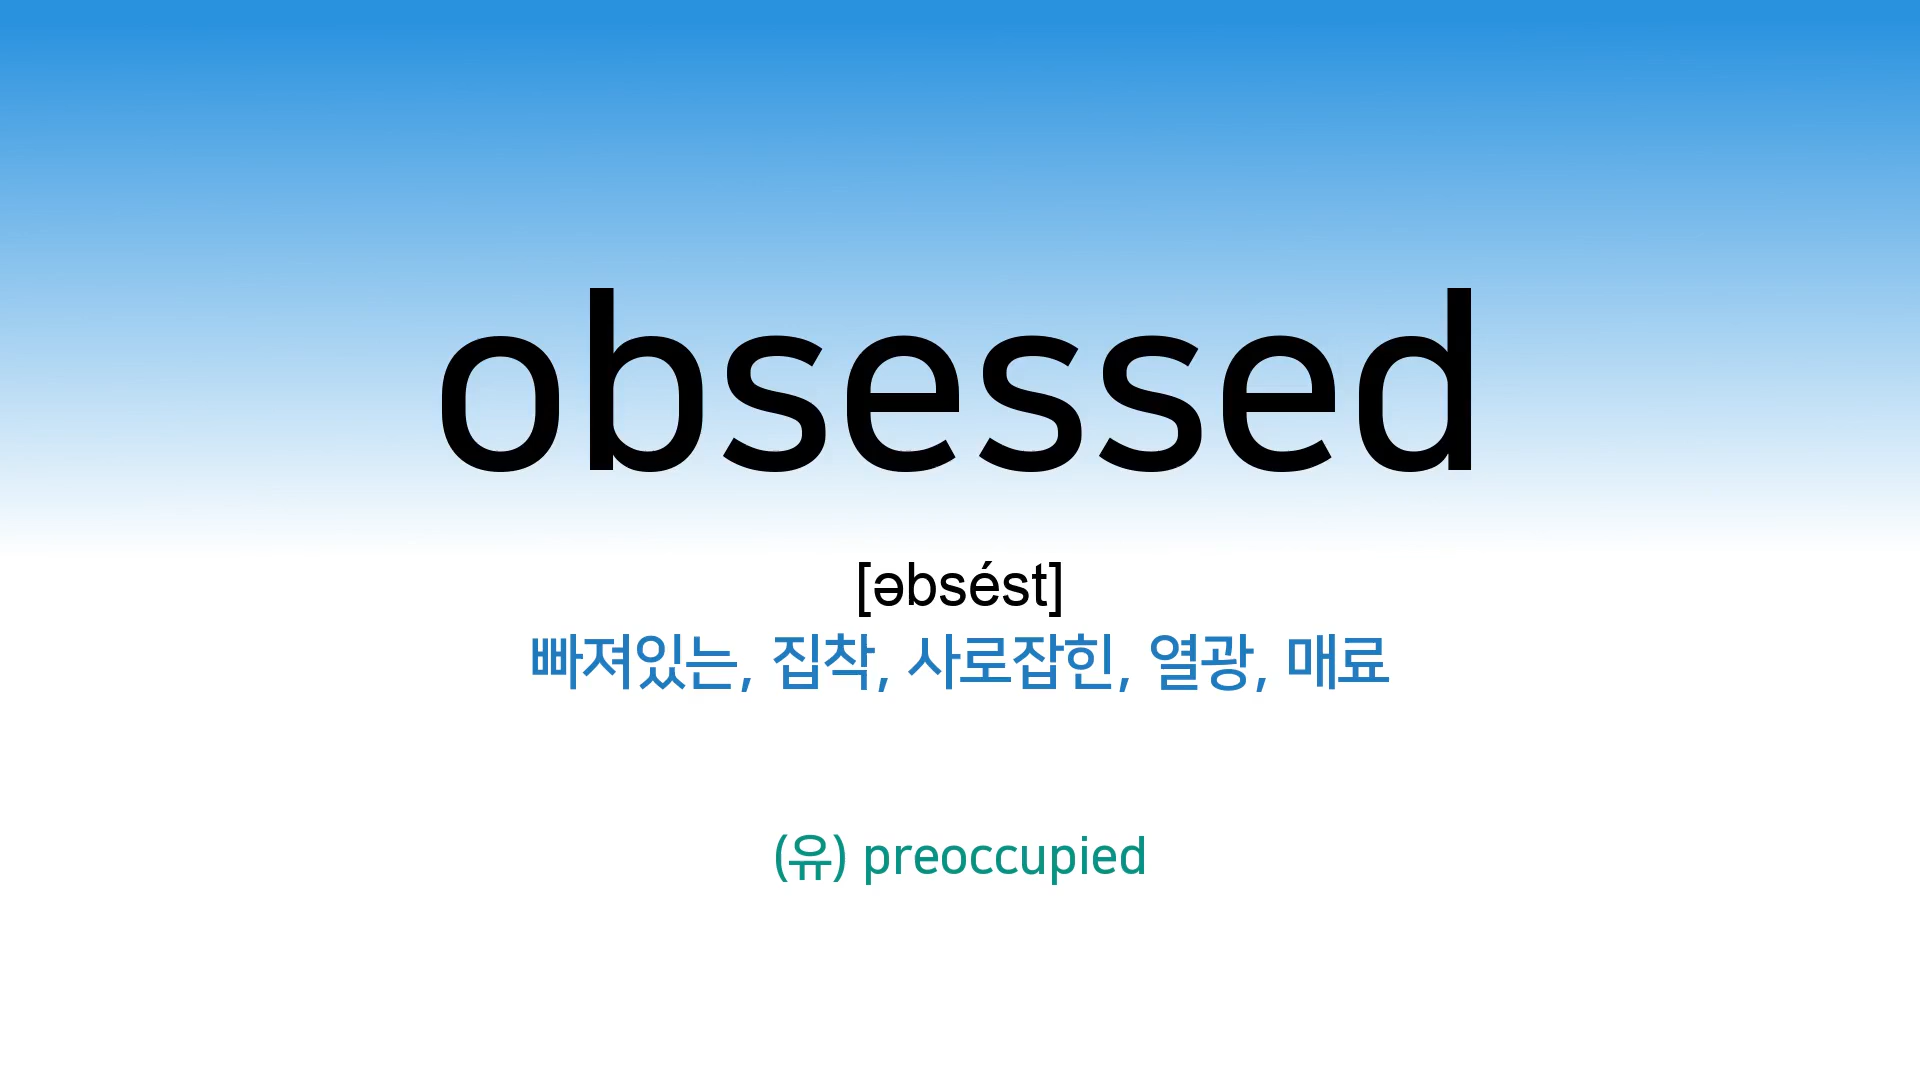 obsessed
[əbsést]
빠져있는, 집착, 사로잡힌, 열광, 매료
(유) preoccupied